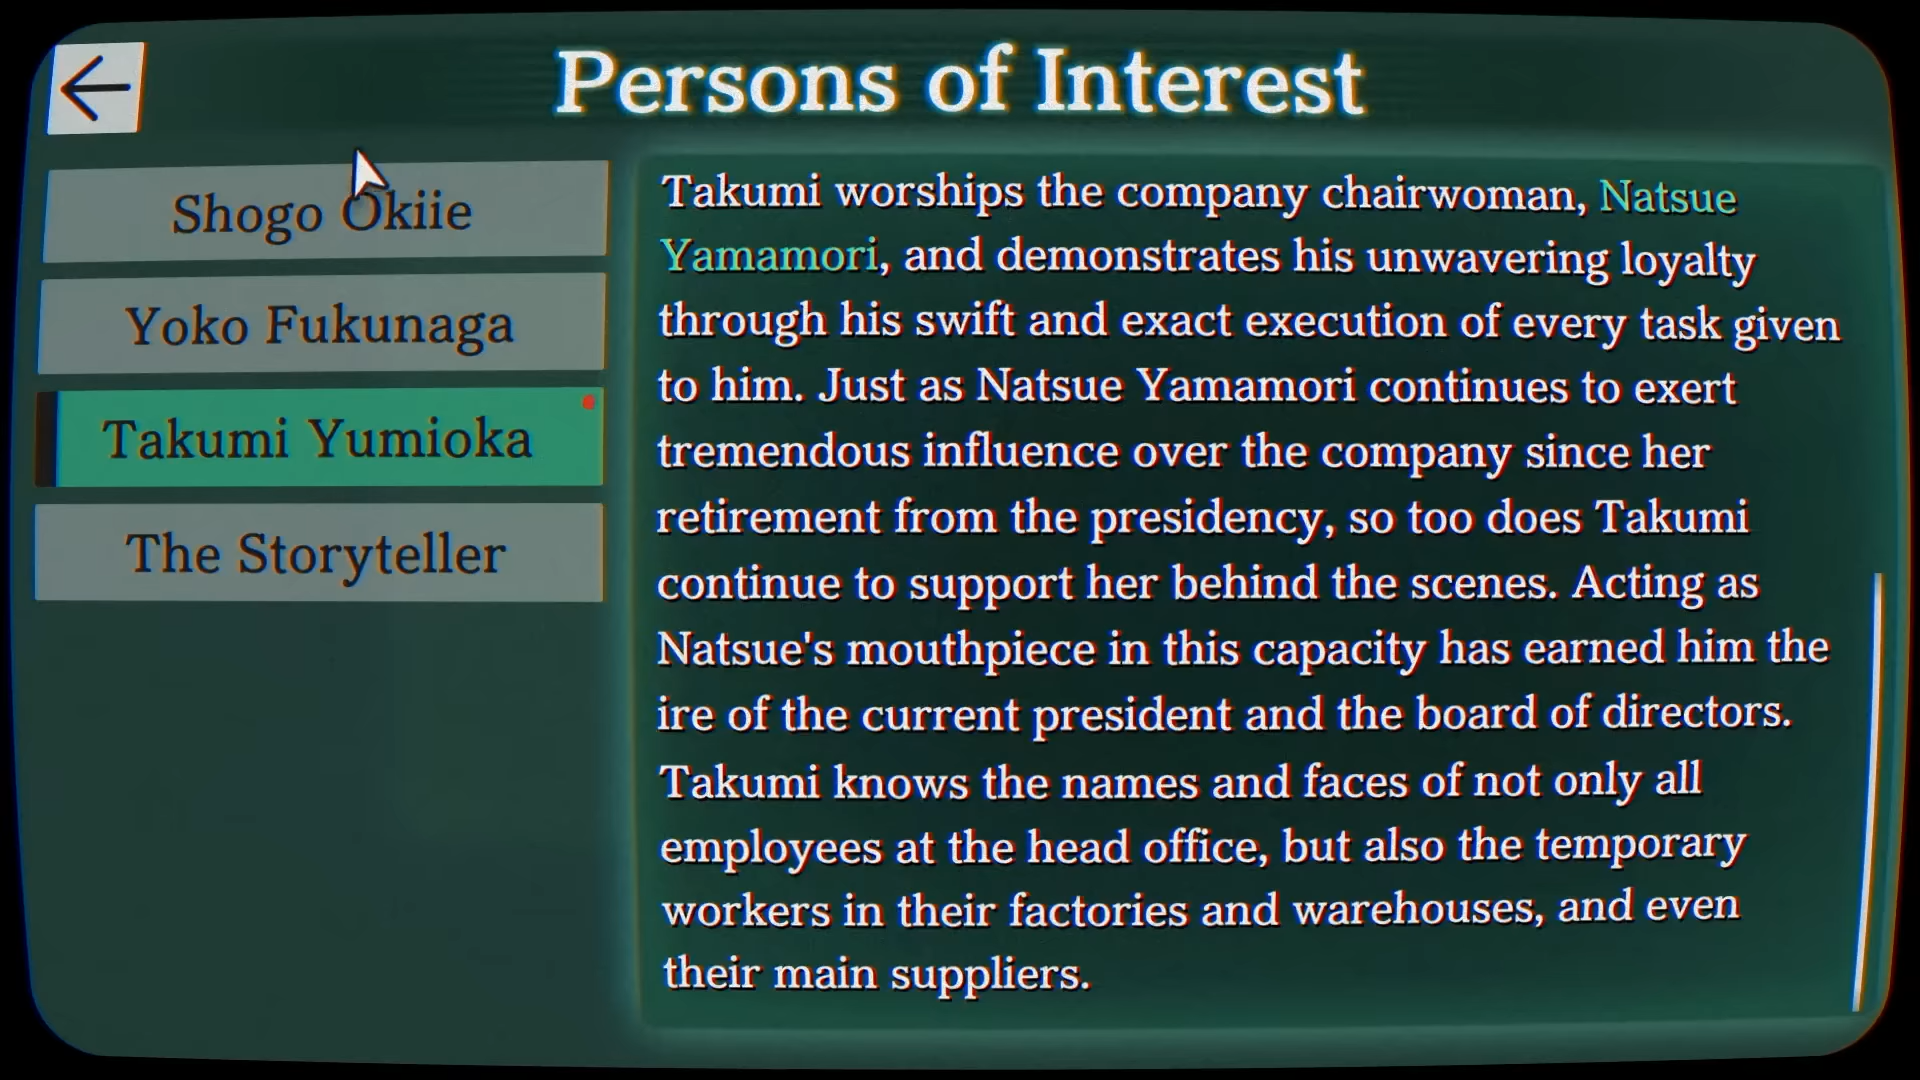 Persons of Interest
Shogo Okiie
Yoko Fukunaga
Takumi Yumioka
The Storyteller
Takumi worships the company chairwoman, Natsue
Yamamori, and demonstrates his unwavering loyalty
through his swift and exact execution of every task given
to him. Just as Natsue Yamamori continues to exert
tremendous influence over the company since her
retirement from the presidency, so too does Takumi
continue to support her behind the scenes. Acting as
Natsue's mouthpiece in this capacity has earned him the
ire of the current president and the board of directors.
Takumi knows the names and faces of not only all
employees at the head office, but also the temporary
workers in their factories and warehouses, and even
their main suppliers.